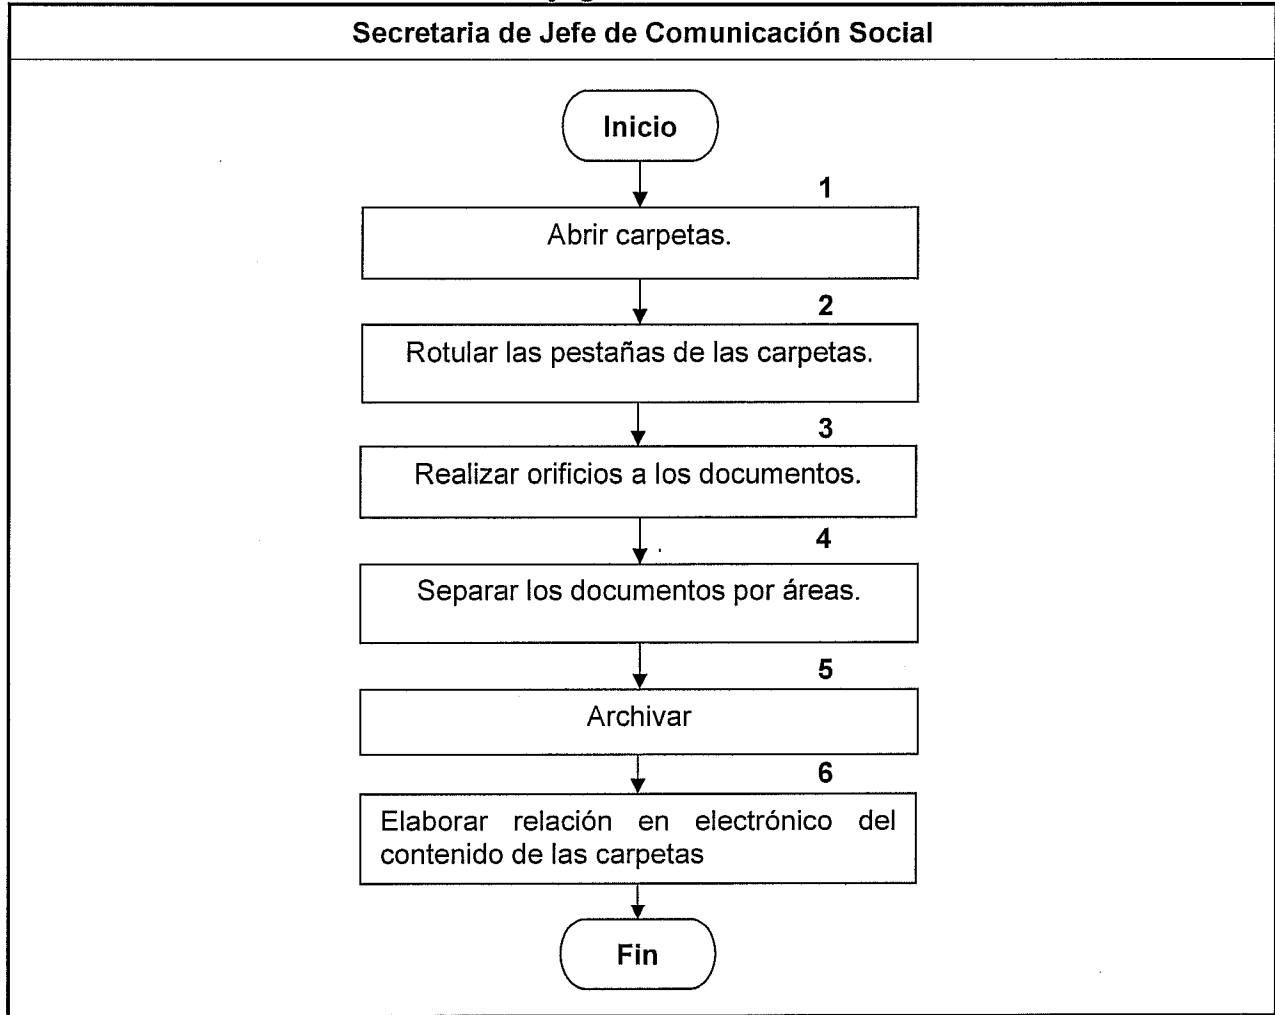 Secretaria de Jefe de Comunicación Social
Inicio
1
Abrir carpetas.
2
Rotular las pestañas de las carpetas.
3
Realizar orificios a los documentos.
4
Separar los documentos por áreas.
5
Archivar
6
Elaborar relación en electrónico del
contenido de las carpetas
Fin